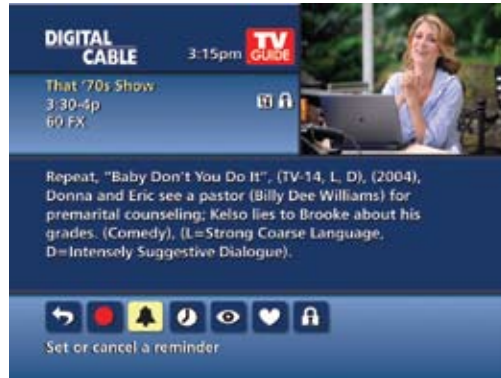 DIGITAL
CABLE
3:15pm
TV
GUIDE
That '70s Show
3:30-4p
60 FX
Repeat, "Baby Don't You Do It", (TV-14, L, D), (2004),
Donna and Eric see a pastor (Billy Dee Williams) for
premarital counseling; Kelso lies to Brooke about his
grades. (Comedy), (L=Strong Coarse Language,
D=Intensely Suggestive Dialogue).
Set or cancel a reminder